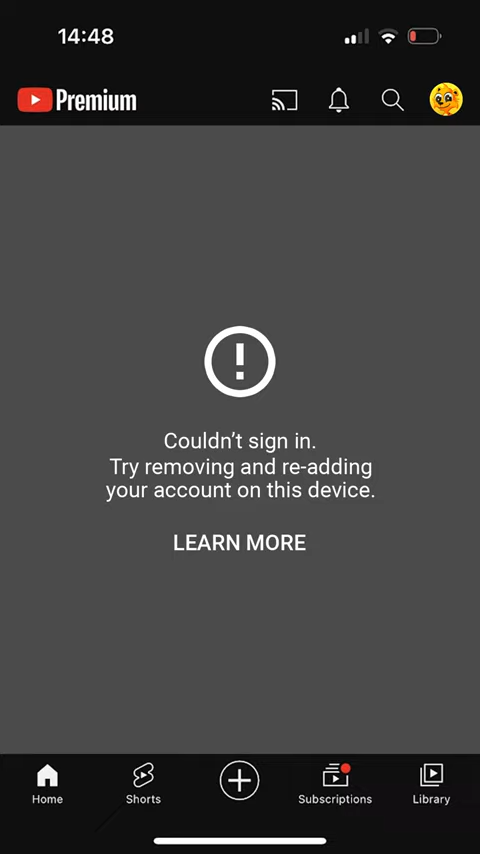 14:48
Premium
Couldn't sign in.
Try removing and re-adding
your account on this device.
LEARN MORE
Home
Shorts
Subscriptions
Library